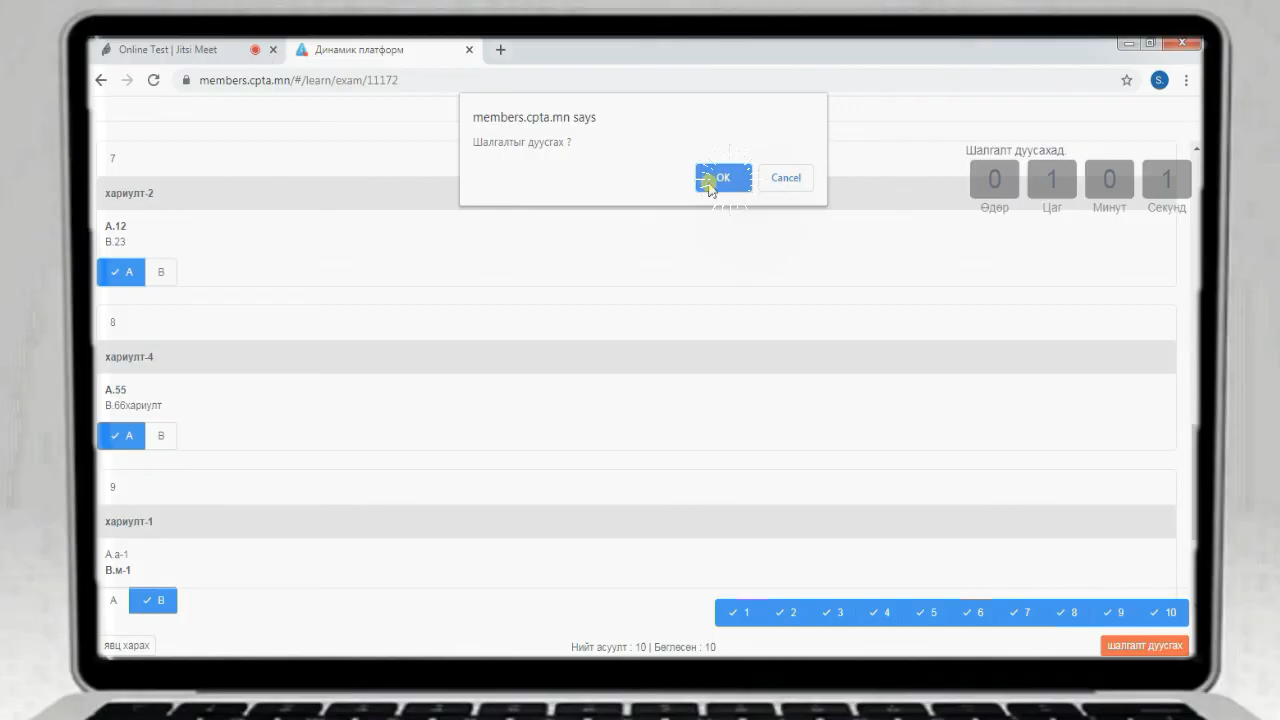 Online Test | Jitsi Meet
Динамик платформ
members.cpta.mn/#/learn/exam/11172
S.
members.cpta.mn says
Шалгалтыг дуусгах ?
OK
Cancel
Шалгалт дуусахад.
0 1 0 1
Өдөр Цаг Минут Секунд
7
хариулт-2
A.12
B.23
A B
8
хариулт-4
A.55
B.66хариулт
A B
9
хариулт-1
A.a-1
B.м-1
A B
1 2 3 4 5 6 7 8 9 10
явц харах
Нийт асуулт : 10 | Бөглөсөн : 10
шалгалт дуусгах